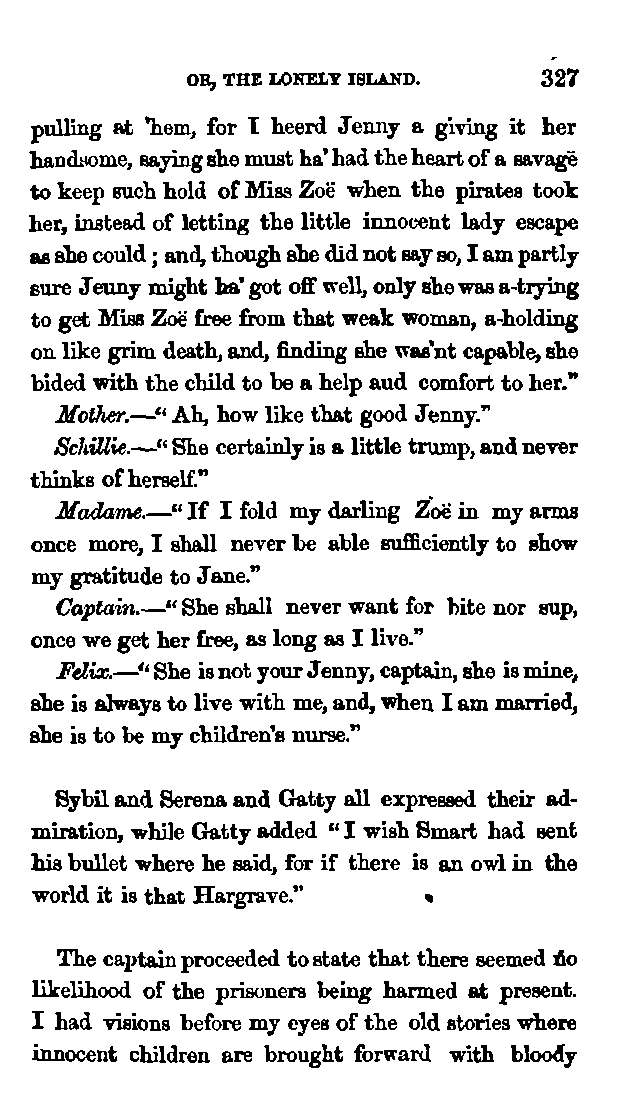 OR, THE LONELY ISLAND. 327
pulling at 'hem, for I heerd Jenny a giving it her
handsome, saying she must ha' had the heart of a savage
to keep such hold of Miss Zoë when the pirates took
her, instead of letting the little innocent lady escape
as she could; and, though she did not say so, I am partly
sure Jenny might ha' got off well, only she was a-trying
to get Miss Zoë free from that weak woman, a-holding
on like grim death, and, finding she was'nt capable, she
bided with the child to be a help aud comfort to her."
Mother.—"Ah, how like that good Jenny."
Schillie.—"She certainly is a little trump, and never
thinks of herself."
Madame.—"If I fold my darling Zoë in my arms
once more, I shall never be able sufficiently to show
my gratitude to Jane."
Captain.—"She shall never want for bite nor sup,
once we get her free, as long as I live."
Felix.—"She is not your Jenny, captain, she is mine,
she is always to live with me, and, when I am married,
she is to be my children's nurse."
Sybil and Serena and Gatty all expressed their ad-
miration, while Gatty added "I wish Smart had sent
his bullet where he said, for if there is an owl in the
world it is that Hargrave."
The captain proceeded to state that there seemed no
likelihood of the prisoners being harmed at present.
I had visions before my eyes of the old stories where
innocent children are brought forward with bloody